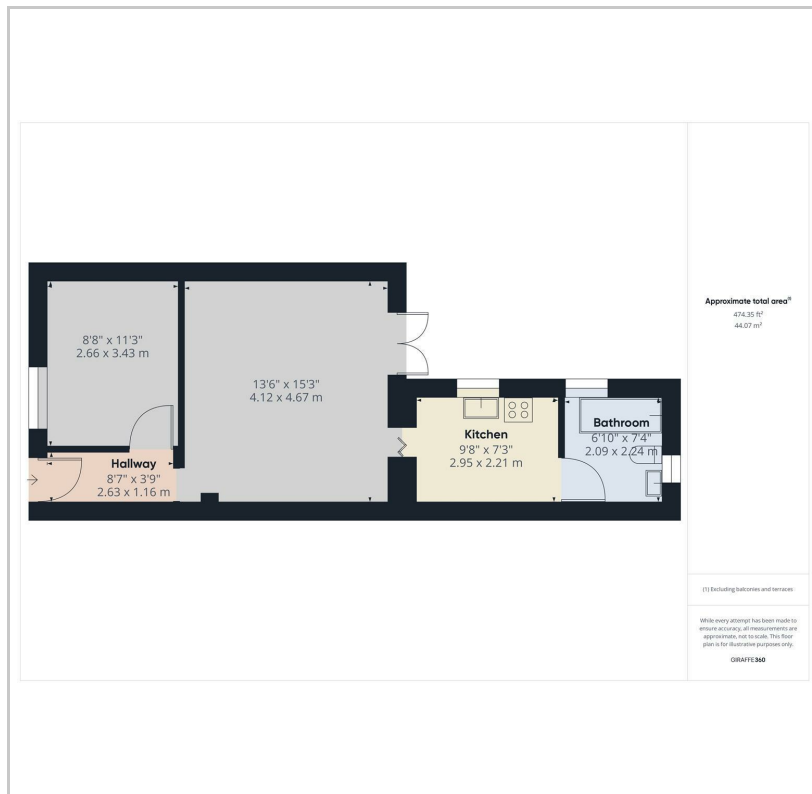 8'8" x 11'3"
2.66 x 3.43 m
13'6" x 15'3"
4.12 x 4.67 m
Hallway
8'7" x 3'9"
2.63 x 1.16 m
Kitchen
9'8" x 7'3"
2.95 x 2.21 m
Bathroom
6'10" x 7'4"
2.09 x 2.24 m
Approximate total area⁽¹⁾
474.35 ft²
44.07 m²
(1) Excluding balconies and terraces
While every attempt has been made to
ensure accuracy, all measurements are
approximate, not to scale. This floor
plan is for illustrative purposes only.
GIRAFFE360